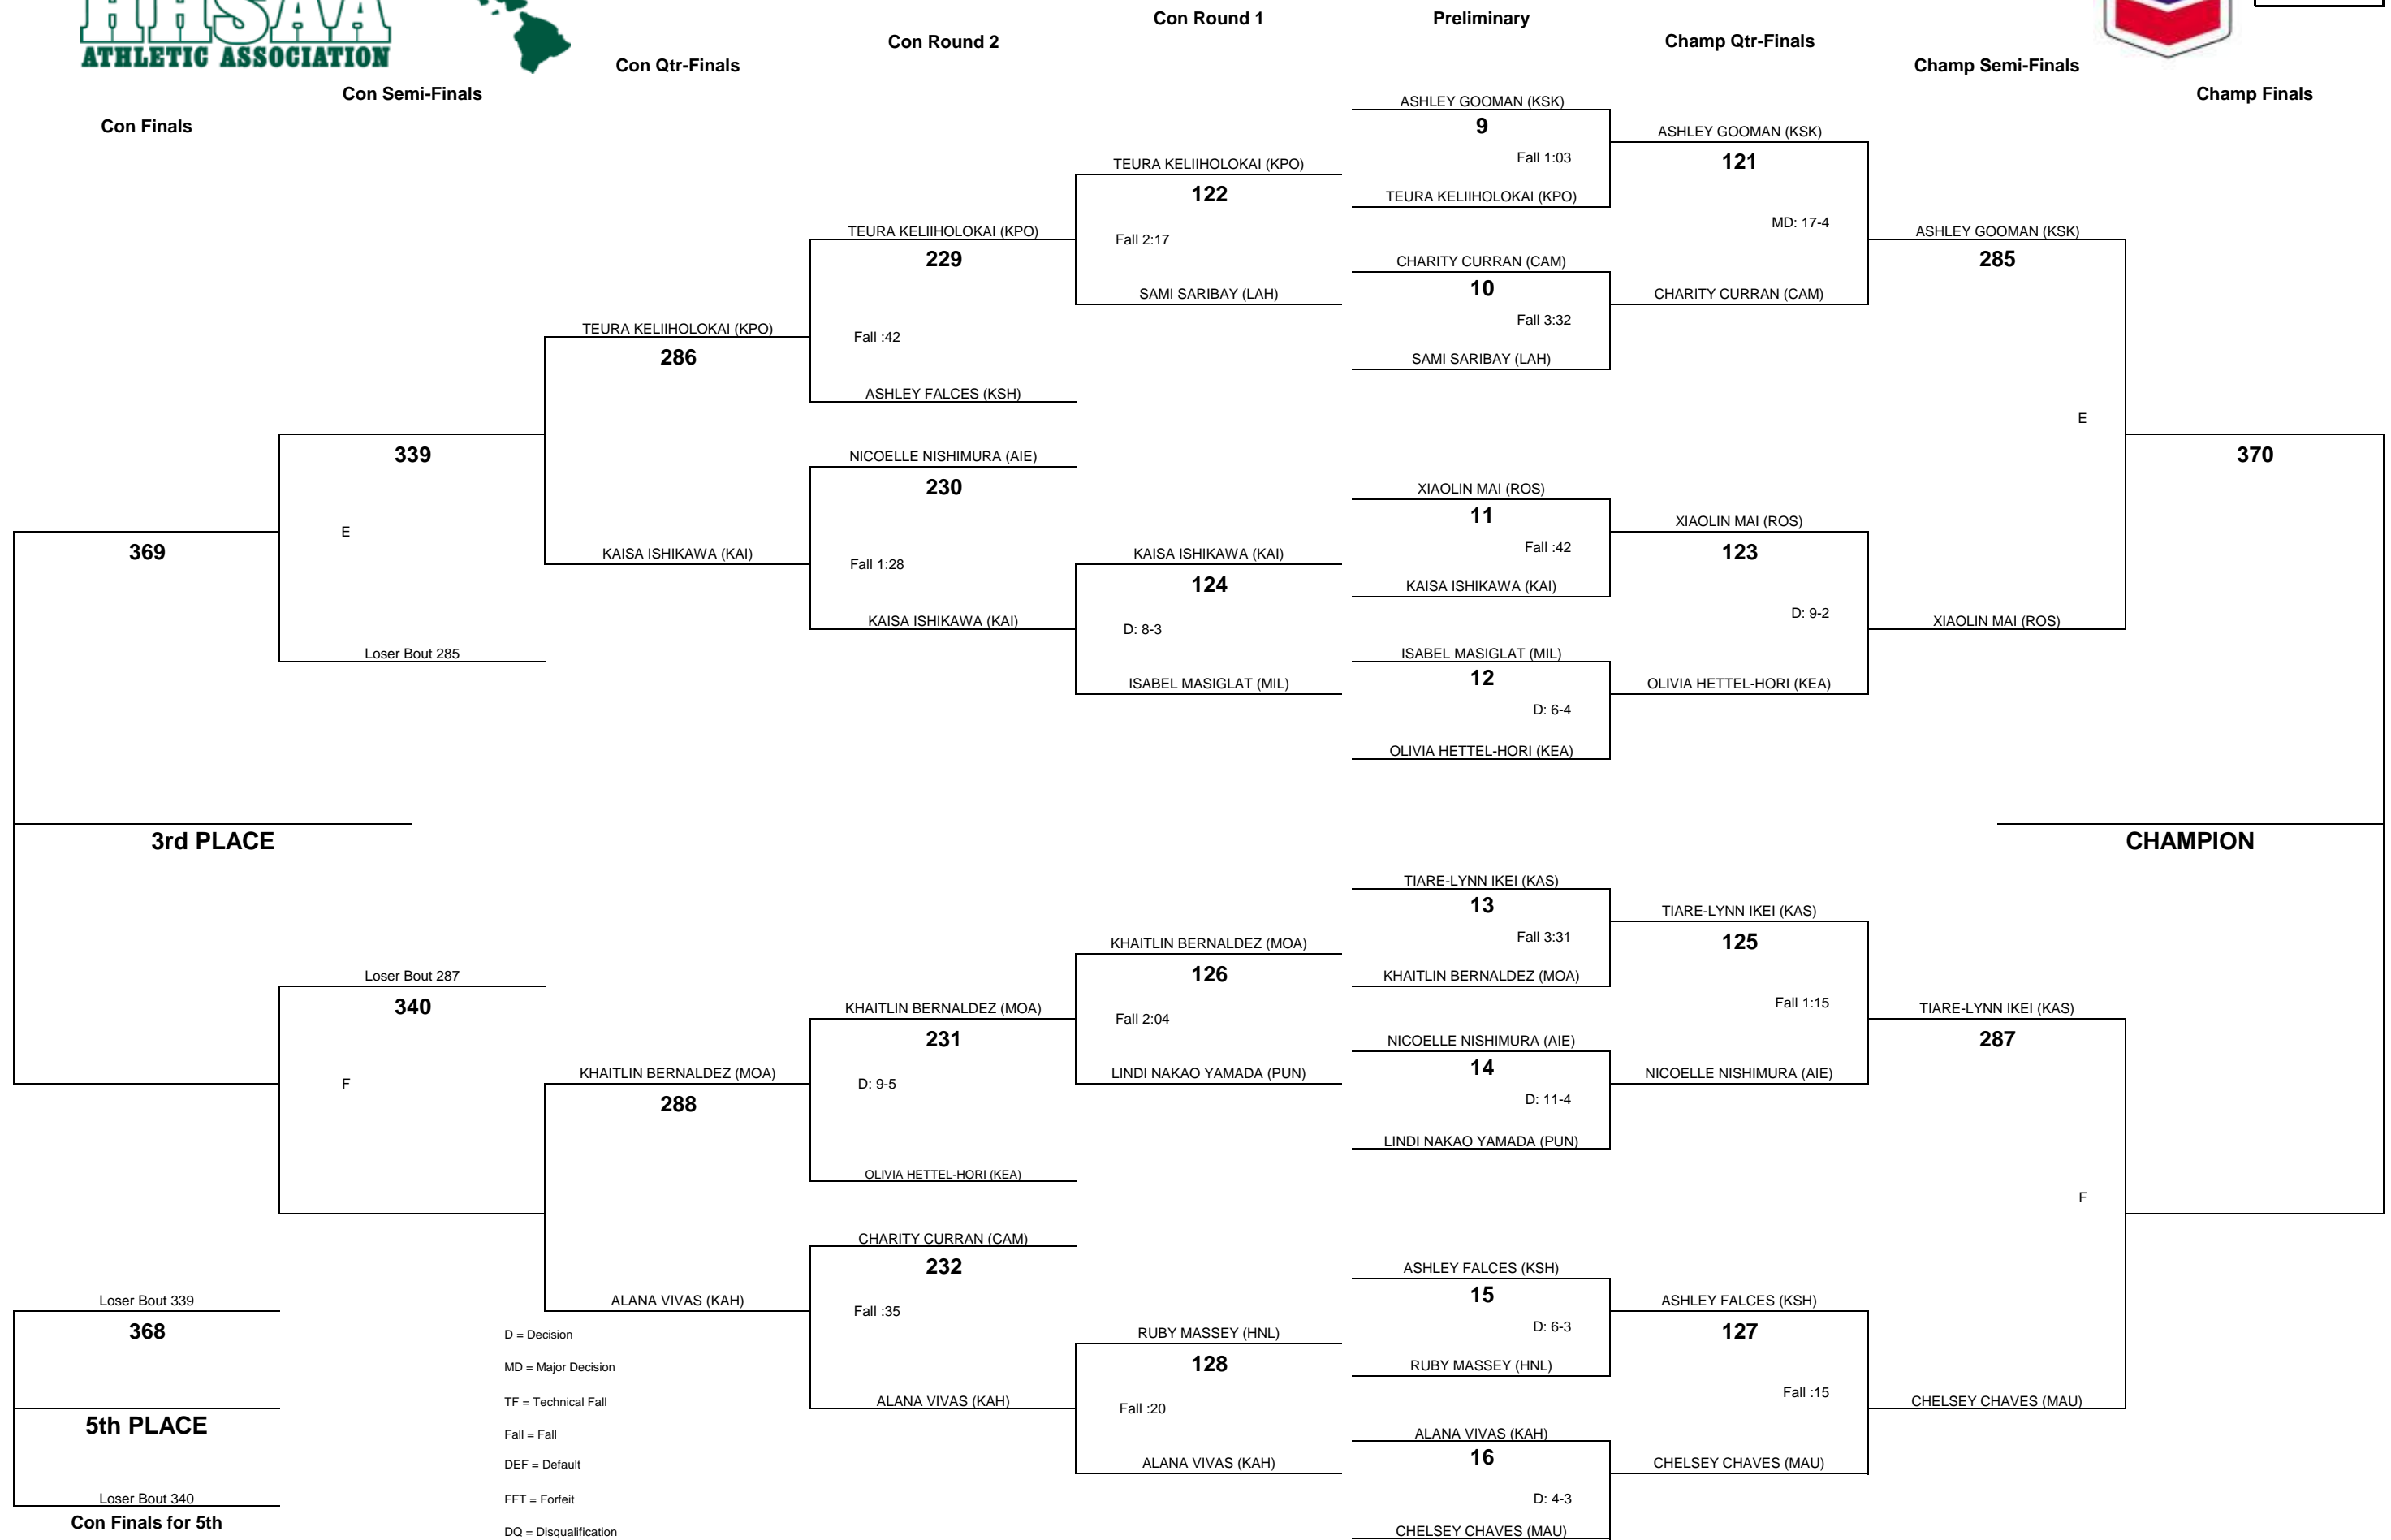 HHSAA
ATHLETIC ASSOCIATION
Con Finals
Con Semi-Finals
Con Qtr-Finals
Con Round 2
Con Round 1
Preliminary
Champ Qtr-Finals
Champ Semi-Finals
Champ Finals
ASHLEY GOOMAN (KSK)
9
Fall 1:03
TEURA KELIIHOLOKAI (KPO)
CHARITY CURRAN (CAM)
10
Fall 3:32
SAMI SARIBAY (LAH)
XIAOLIN MAI (ROS)
11
Fall :42
KAISA ISHIKAWA (KAI)
ISABEL MASIGLAT (MIL)
12
D: 6-4
OLIVIA HETTEL-HORI (KEA)
TIARE-LYNN IKEI (KAS)
13
Fall 3:31
KHAITLIN BERNALDEZ (MOA)
NICOELLE NISHIMURA (AIE)
14
D: 11-4
LINDI NAKAO YAMADA (PUN)
ASHLEY FALCES (KSH)
15
D: 6-3
RUBY MASSEY (HNL)
ALANA VIVAS (KAH)
16
D: 4-3
CHELSEY CHAVES (MAU)
ASHLEY GOOMAN (KSK)
121
MD: 17-4
CHARITY CURRAN (CAM)
XIAOLIN MAI (ROS)
123
D: 9-2
OLIVIA HETTEL-HORI (KEA)
TIARE-LYNN IKEI (KAS)
125
Fall 1:15
NICOELLE NISHIMURA (AIE)
ASHLEY FALCES (KSH)
127
Fall :15
CHELSEY CHAVES (MAU)
ASHLEY GOOMAN (KSK)
285
E
XIAOLIN MAI (ROS)
TIARE-LYNN IKEI (KAS)
287
F
CHELSEY CHAVES (MAU)
370
CHAMPION
TEURA KELIIHOLOKAI (KPO)
122
Fall 2:17
SAMI SARIBAY (LAH)
KAISA ISHIKAWA (KAI)
124
D: 8-3
ISABEL MASIGLAT (MIL)
KHAITLIN BERNALDEZ (MOA)
126
Fall 2:04
LINDI NAKAO YAMADA (PUN)
RUBY MASSEY (HNL)
128
Fall :20
ALANA VIVAS (KAH)
TEURA KELIIHOLOKAI (KPO)
229
Fall :42
ASHLEY FALCES (KSH)
NICOELLE NISHIMURA (AIE)
230
Fall 1:28
KAISA ISHIKAWA (KAI)
KHAITLIN BERNALDEZ (MOA)
231
D: 9-5
OLIVIA HETTEL-HORI (KEA)
CHARITY CURRAN (CAM)
232
Fall :35
ALANA VIVAS (KAH)
TEURA KELIIHOLOKAI (KPO)
286
KAISA ISHIKAWA (KAI)
KHAITLIN BERNALDEZ (MOA)
288
ALANA VIVAS (KAH)
339
E
Loser Bout 285
Loser Bout 287
340
F
369
3rd PLACE
Loser Bout 339
368
5th PLACE
Loser Bout 340
Con Finals for 5th
D = Decision
MD = Major Decision
TF = Technical Fall
Fall = Fall
DEF = Default
FFT = Forfeit
DQ = Disqualification